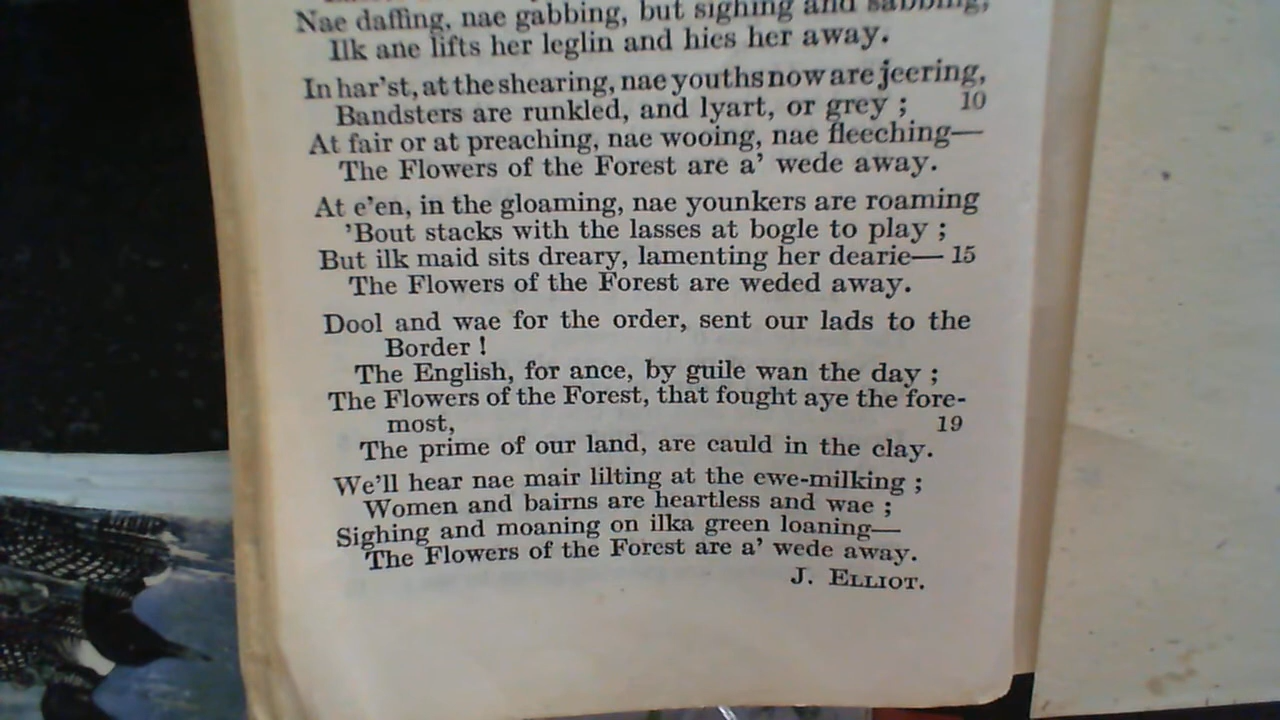 Nae daffing, nae gabbing, but sighing and sabbing,
Ilk ane lifts her leglin and hies her away.
In har'st, at the shearing, nae youths now are jeering,
Bandsters are runkled, and lyart, or grey ; 10
At fair or at preaching, nae wooing, nae fleeching—
The Flowers of the Forest are a' wede away.
At e'en, in the gloaming, nae younkers are roaming
'Bout stacks with the lasses at bogle to play ;
But ilk maid sits dreary, lamenting her dearie— 15
The Flowers of the Forest are weded away.
Dool and wae for the order, sent our lads to the
Border !
The English, for ance, by guile wan the day ;
The Flowers of the Forest, that fought aye the fore-
most, 19
The prime of our land, are cauld in the clay.
We'll hear nae mair lilting at the ewe-milking ;
Women and bairns are heartless and wae ;
Sighing and moaning on ilka green loaning—
The Flowers of the Forest are a' wede away.
J. ELLIOT.